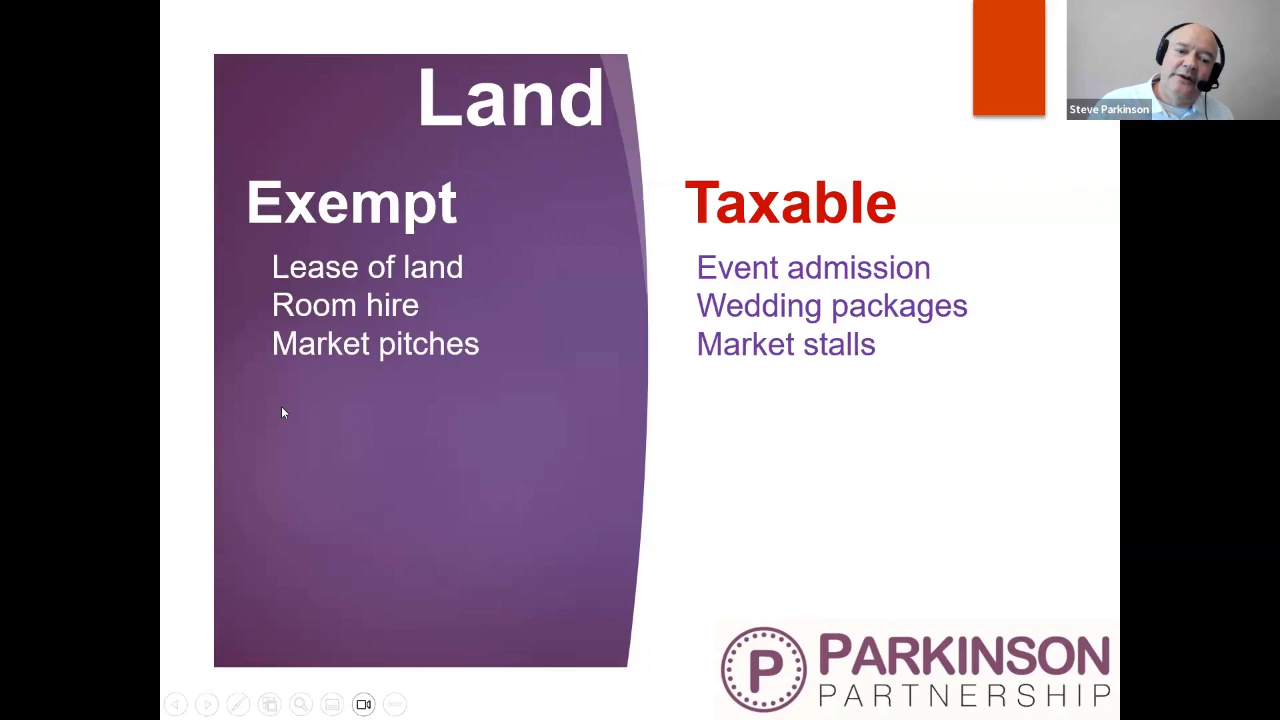 Land
Exempt
Lease of land
Room hire
Market pitches
Taxable
Event admission
Wedding packages
Market stalls
Steve Parkinson
P
PARKINSON
PARTNERSHIP